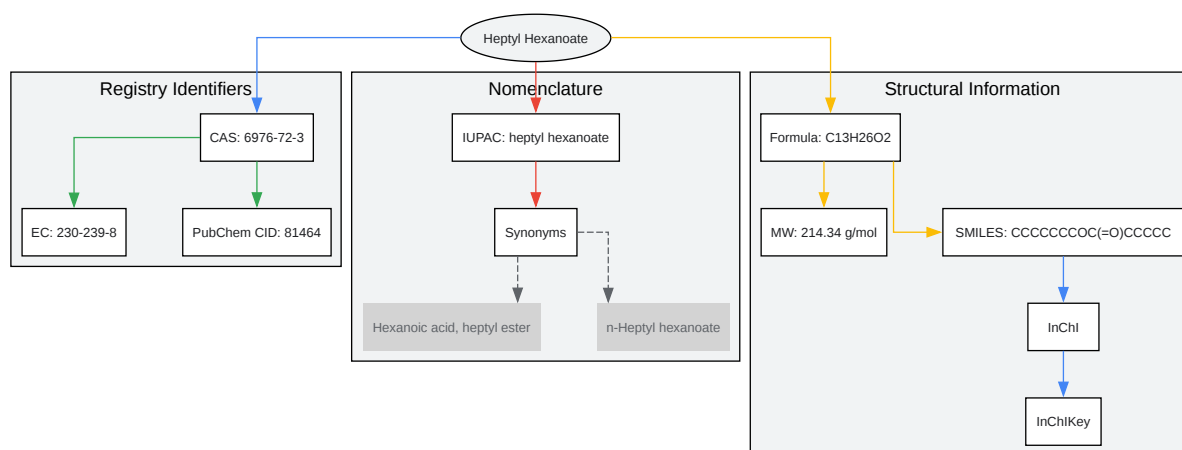 Heptyl Hexanoate
Registry Identifiers
CAS: 6976-72-3
EC: 230-239-8
PubChem CID: 81464
Nomenclature
IUPAC: heptyl hexanoate
Synonyms
Hexanoic acid, heptyl ester
n-Heptyl hexanoate
Structural Information
Formula: C13H26O2
MW: 214.34 g/mol
SMILES: CCCCCCCOC(=O)CCCCC
InChI
InChIKey